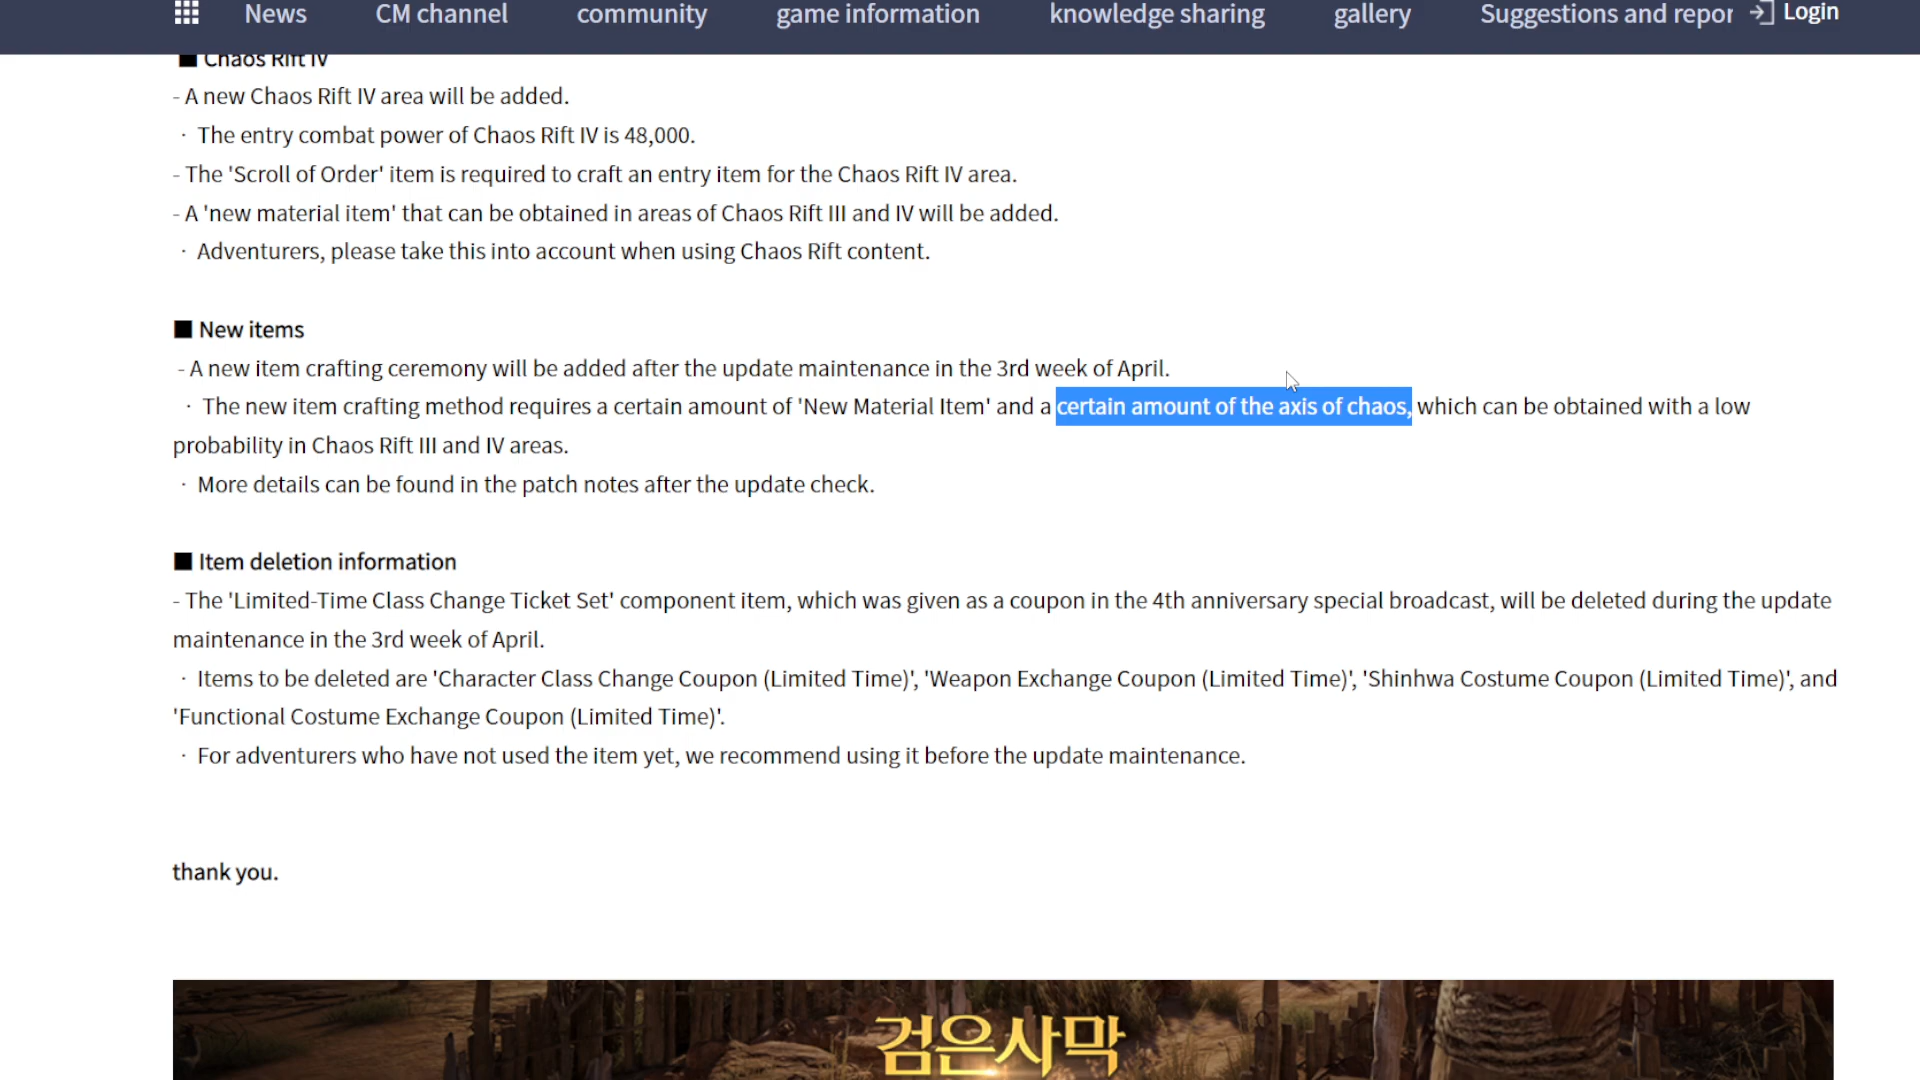 News CM channel community game information knowledge sharing gallery Suggestions and repor Login
■ Chaos Rift IV
- A new Chaos Rift IV area will be added.
· The entry combat power of Chaos Rift IV is 48,000.
- The 'Scroll of Order' item is required to craft an entry item for the Chaos Rift IV area.
- A 'new material item' that can be obtained in areas of Chaos Rift III and IV will be added.
· Adventurers, please take this into account when using Chaos Rift content.
■ New items
- A new item crafting ceremony will be added after the update maintenance in the 3rd week of April.
· The new item crafting method requires a certain amount of 'New Material Item' and a certain amount of the axis of chaos, which can be obtained with a low
probability in Chaos Rift III and IV areas.
· More details can be found in the patch notes after the update check.
■ Item deletion information
- The 'Limited-Time Class Change Ticket Set' component item, which was given as a coupon in the 4th anniversary special broadcast, will be deleted during the update
maintenance in the 3rd week of April.
· Items to be deleted are 'Character Class Change Coupon (Limited Time)', 'Weapon Exchange Coupon (Limited Time)', 'Shinhwa Costume Coupon (Limited Time)', and
'Functional Costume Exchange Coupon (Limited Time)'.
· For adventurers who have not used the item yet, we recommend using it before the update maintenance.
thank you.
검은사막